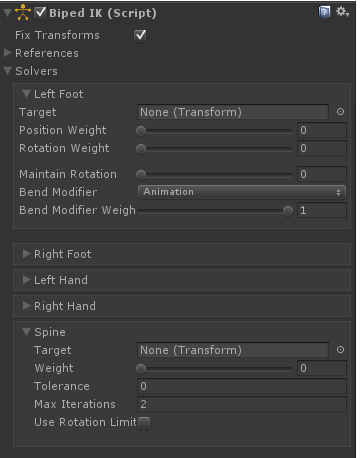 Biped IK (Script)
Fix Transforms
References
Solvers
Left Foot
Target None (Transform)
Position Weight 0
Rotation Weight 0
Maintain Rotation 0
Bend Modifier Animation
Bend Modifier Weigh 1
Right Foot
Left Hand
Right Hand
Spine
Target None (Transform)
Weight 0
Tolerance 0
Max Iterations 2
Use Rotation Limit